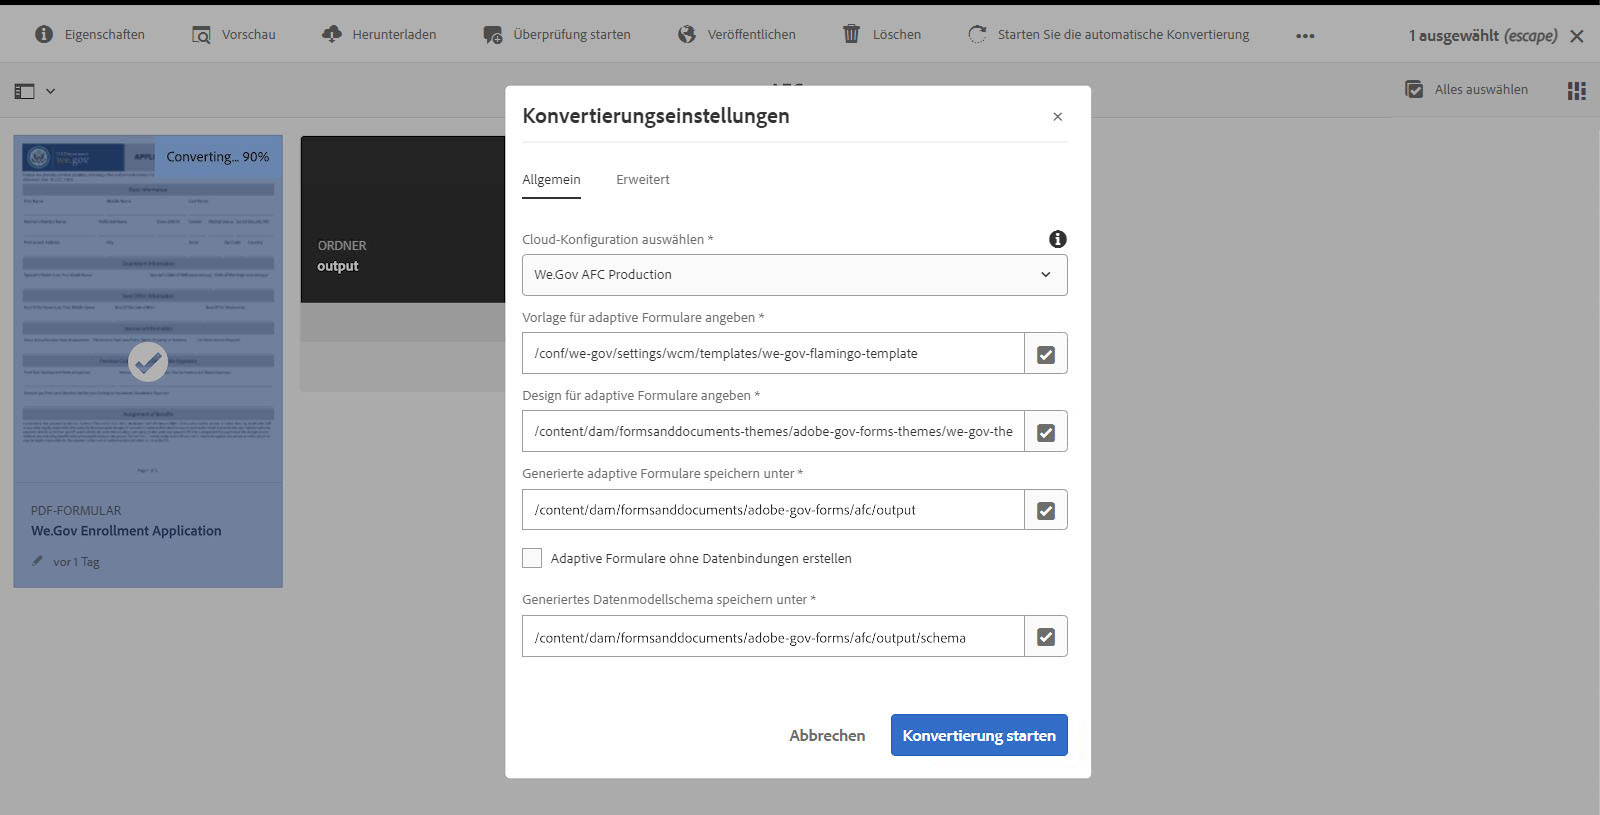 Eigenschaften
Vorschau
Herunterladen
Überprüfung starten
Veröffentlichen
Löschen
Starten Sie die automatische Konvertierung
1 ausgewählt (escape)
Alles auswählen
we.gov
Converting... 90%
PDF-FORMULAR
We.Gov Enrollment Application
vor 1 Tag
ORDNER
output
Konvertierungseinstellungen
Allgemein
Erweitert
Cloud-Konfiguration auswählen *
We.Gov AFC Production
Vorlage für adaptive Formulare angeben *
/conf/we-gov/settings/wcm/templates/we-gov-flamingo-template
Design für adaptive Formulare angeben *
/content/dam/formsanddocuments-themes/adobe-gov-forms-themes/we-gov-the
Generierte adaptive Formulare speichern unter *
/content/dam/formsanddocuments/adobe-gov-forms/afc/output
Adaptive Formulare ohne Datenbindungen erstellen
Generiertes Datenmodellschema speichern unter *
/content/dam/formsanddocuments/adobe-gov-forms/afc/output/schema
Abbrechen
Konvertierung starten